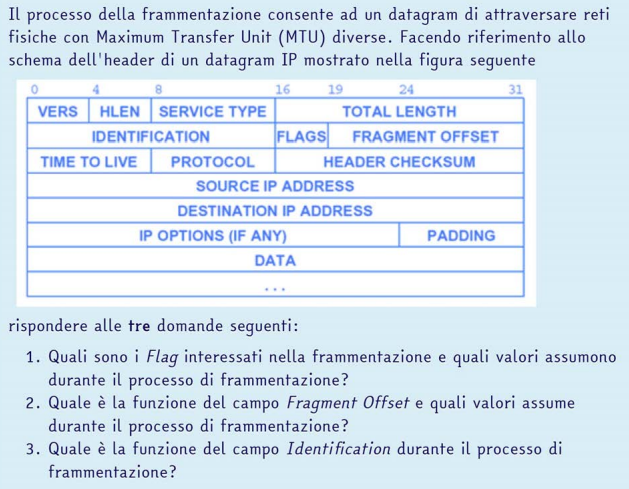 Il processo della frammentazione consente ad un datagram di attraversare reti
fisiche con Maximum Transfer Unit (MTU) diverse. Facendo riferimento allo
schema dell'header di un datagram IP mostrato nella figura seguente
0 4 8 16 19 24 31
VERS HLEN SERVICE TYPE TOTAL LENGTH
IDENTIFICATION FLAGS FRAGMENT OFFSET
TIME TO LIVE PROTOCOL HEADER CHECKSUM
SOURCE IP ADDRESS
DESTINATION IP ADDRESS
IP OPTIONS (IF ANY) PADDING
DATA
...
rispondere alle tre domande seguenti:
1. Quali sono i Flag interessati nella frammentazione e quali valori assumono
durante il processo di frammentazione?
2. Quale è la funzione del campo Fragment Offset e quali valori assume
durante il processo di frammentazione?
3. Quale è la funzione del campo Identification durante il processo di
frammentazione?